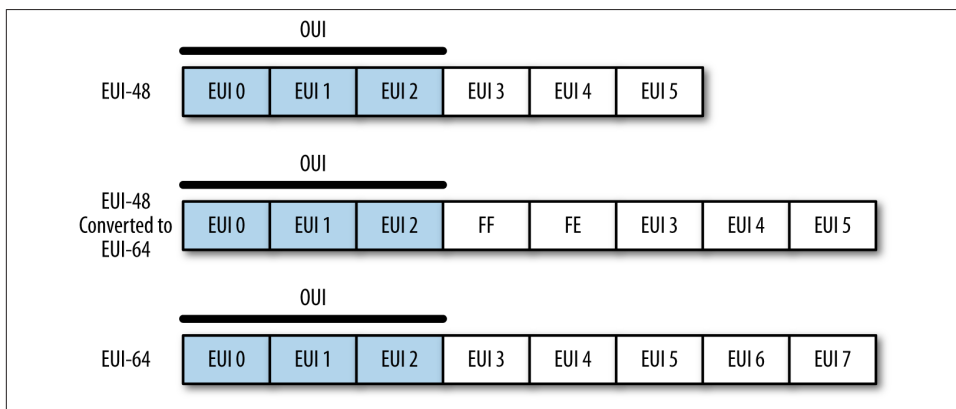 OUI
EUI-48 EUI 0 EUI 1 EUI 2 EUI 3 EUI 4 EUI 5
OUI
EUI-48
Converted to
EUI-64
EUI 0 EUI 1 EUI 2 FF FE EUI 3 EUI 4 EUI 5
OUI
EUI-64 EUI 0 EUI 1 EUI 2 EUI 3 EUI 4 EUI 5 EUI 6 EUI 7